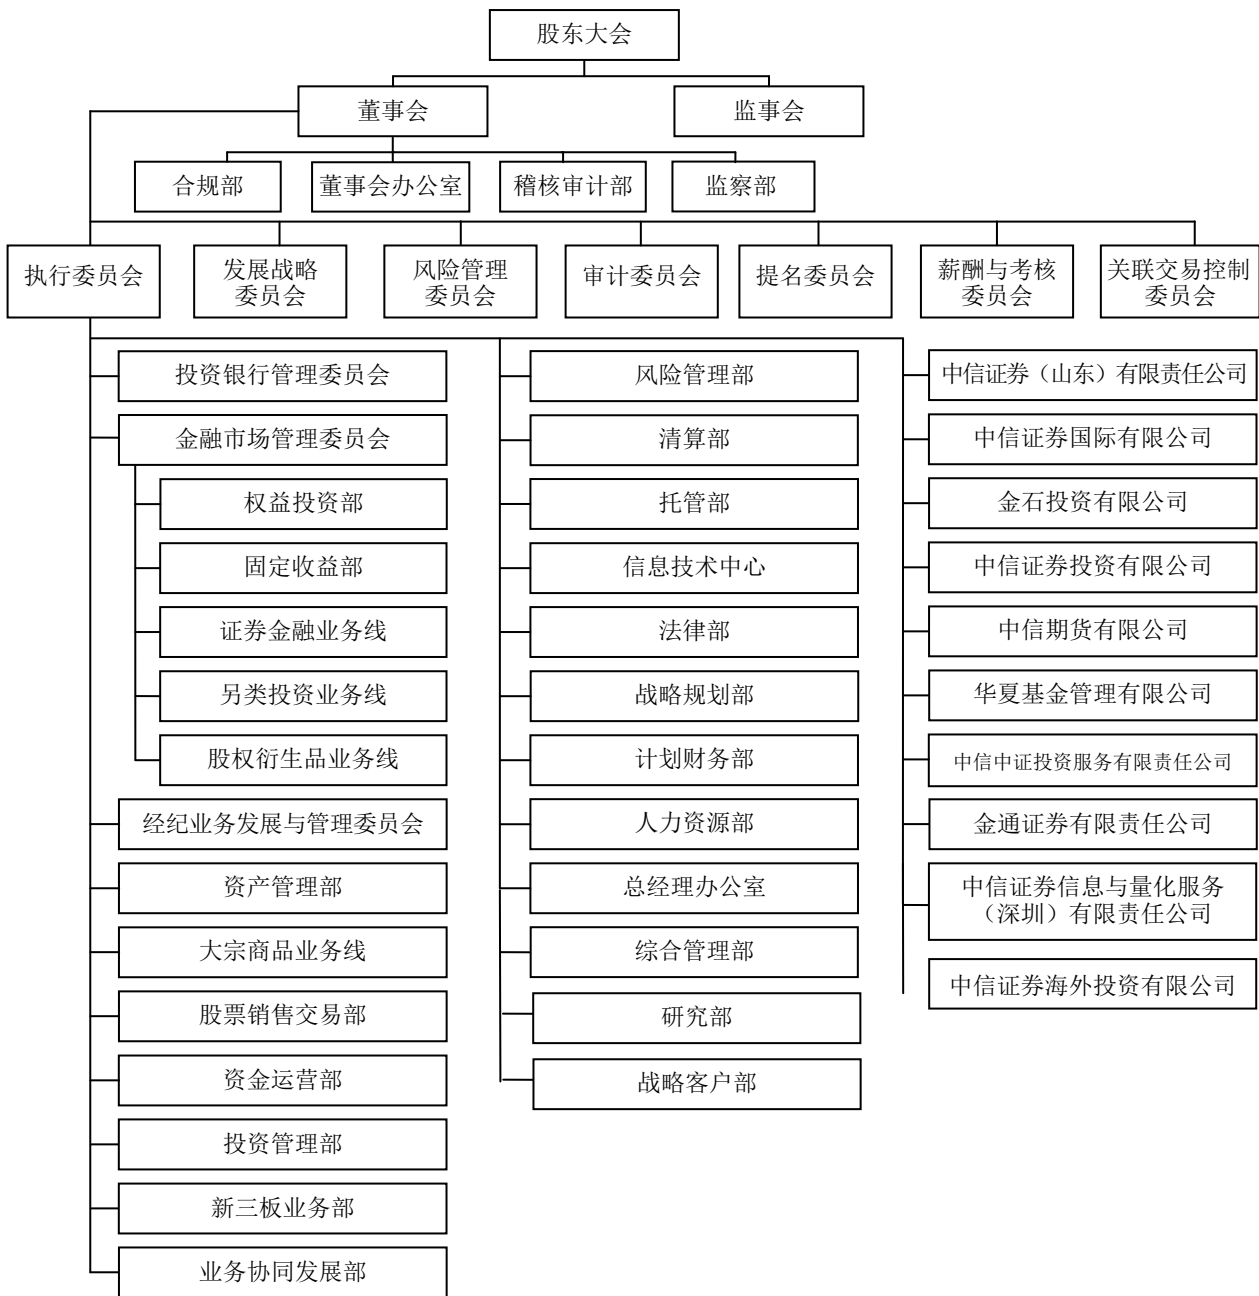 股东大会
董事会
监事会
合规部
董事会办公室
稽核审计部
监察部
执行委员会
发展战略
委员会
风险管理
委员会
审计委员会
提名委员会
薪酬与考核
委员会
关联交易控制
委员会
投资银行管理委员会
金融市场管理委员会
权益投资部
固定收益部
证券金融业务线
另类投资业务线
股权衍生品业务线
经纪业务发展与管理委员会
资产管理部
大宗商品业务线
股票销售交易部
资金运营部
投资管理部
新三板业务部
业务协同发展部
风险管理部
清算部
托管部
信息技术中心
法律部
战略规划部
计划财务部
人力资源部
总经理办公室
综合管理部
研究部
战略客户部
中信证券（山东）有限责任公司
中信证券国际有限公司
金石投资有限公司
中信证券投资有限公司
中信期货有限公司
华夏基金管理有限公司
中信中证投资服务有限责任公司
金通证券有限责任公司
中信证券信息与量化服务
（深圳）有限责任公司
中信证券海外投资有限公司